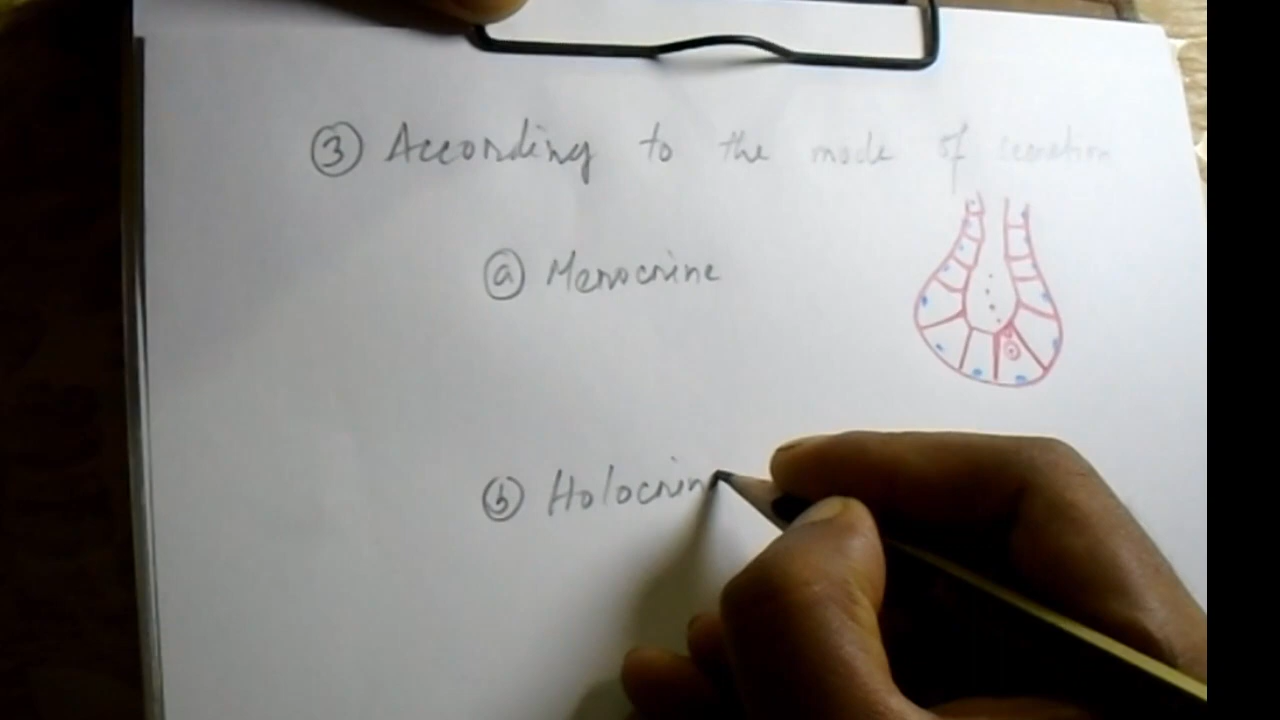 ③ According to the mode of secretion
ⓐ Merocrine
ⓑ Holocrin